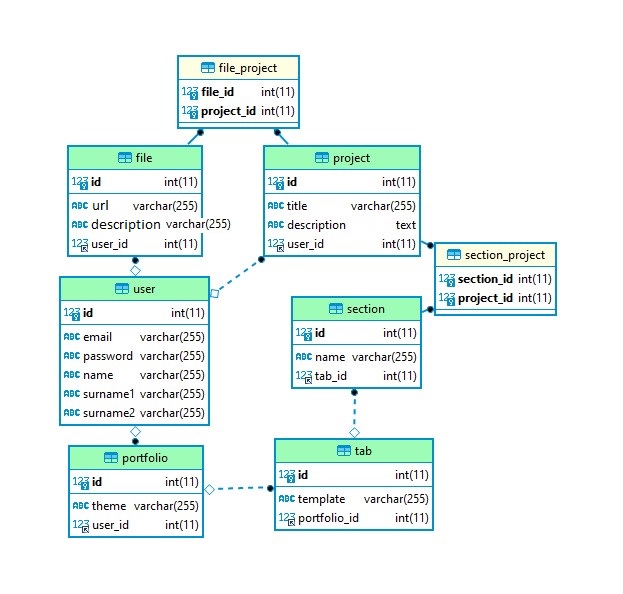 file_project
123 file_id int(11)
123 project_id int(11)
file
123 id int(11)
ABC url varchar(255)
ABC description varchar(255)
123 user_id int(11)
project
123 id int(11)
ABC title varchar(255)
ABC description text
123 user_id int(11)
section_project
123 section_id int(11)
123 project_id int(11)
user
123 id int(11)
ABC email varchar(255)
ABC password varchar(255)
ABC name varchar(255)
ABC surname1 varchar(255)
ABC surname2 varchar(255)
section
123 id int(11)
ABC name varchar(255)
123 tab_id int(11)
portfolio
123 id int(11)
ABC theme varchar(255)
123 user_id int(11)
tab
123 id int(11)
ABC template varchar(255)
123 portfolio_id int(11)